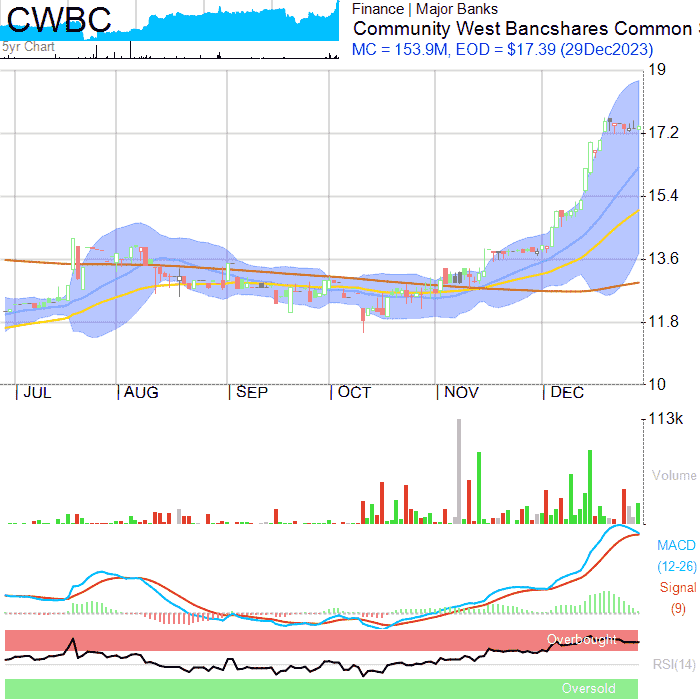 CWBC
5yr Chart
Finance | Major Banks
Community West Bancshares Common
MC = 153.9M, EOD = $17.39 (29Dec2023)
19
17.2
15.4
13.6
11.8
10
JUL AUG SEP OCT NOV DEC
113k
Volume
MACD
(12-26)
Signal
(9)
Overbought
RSI(14)
Oversold